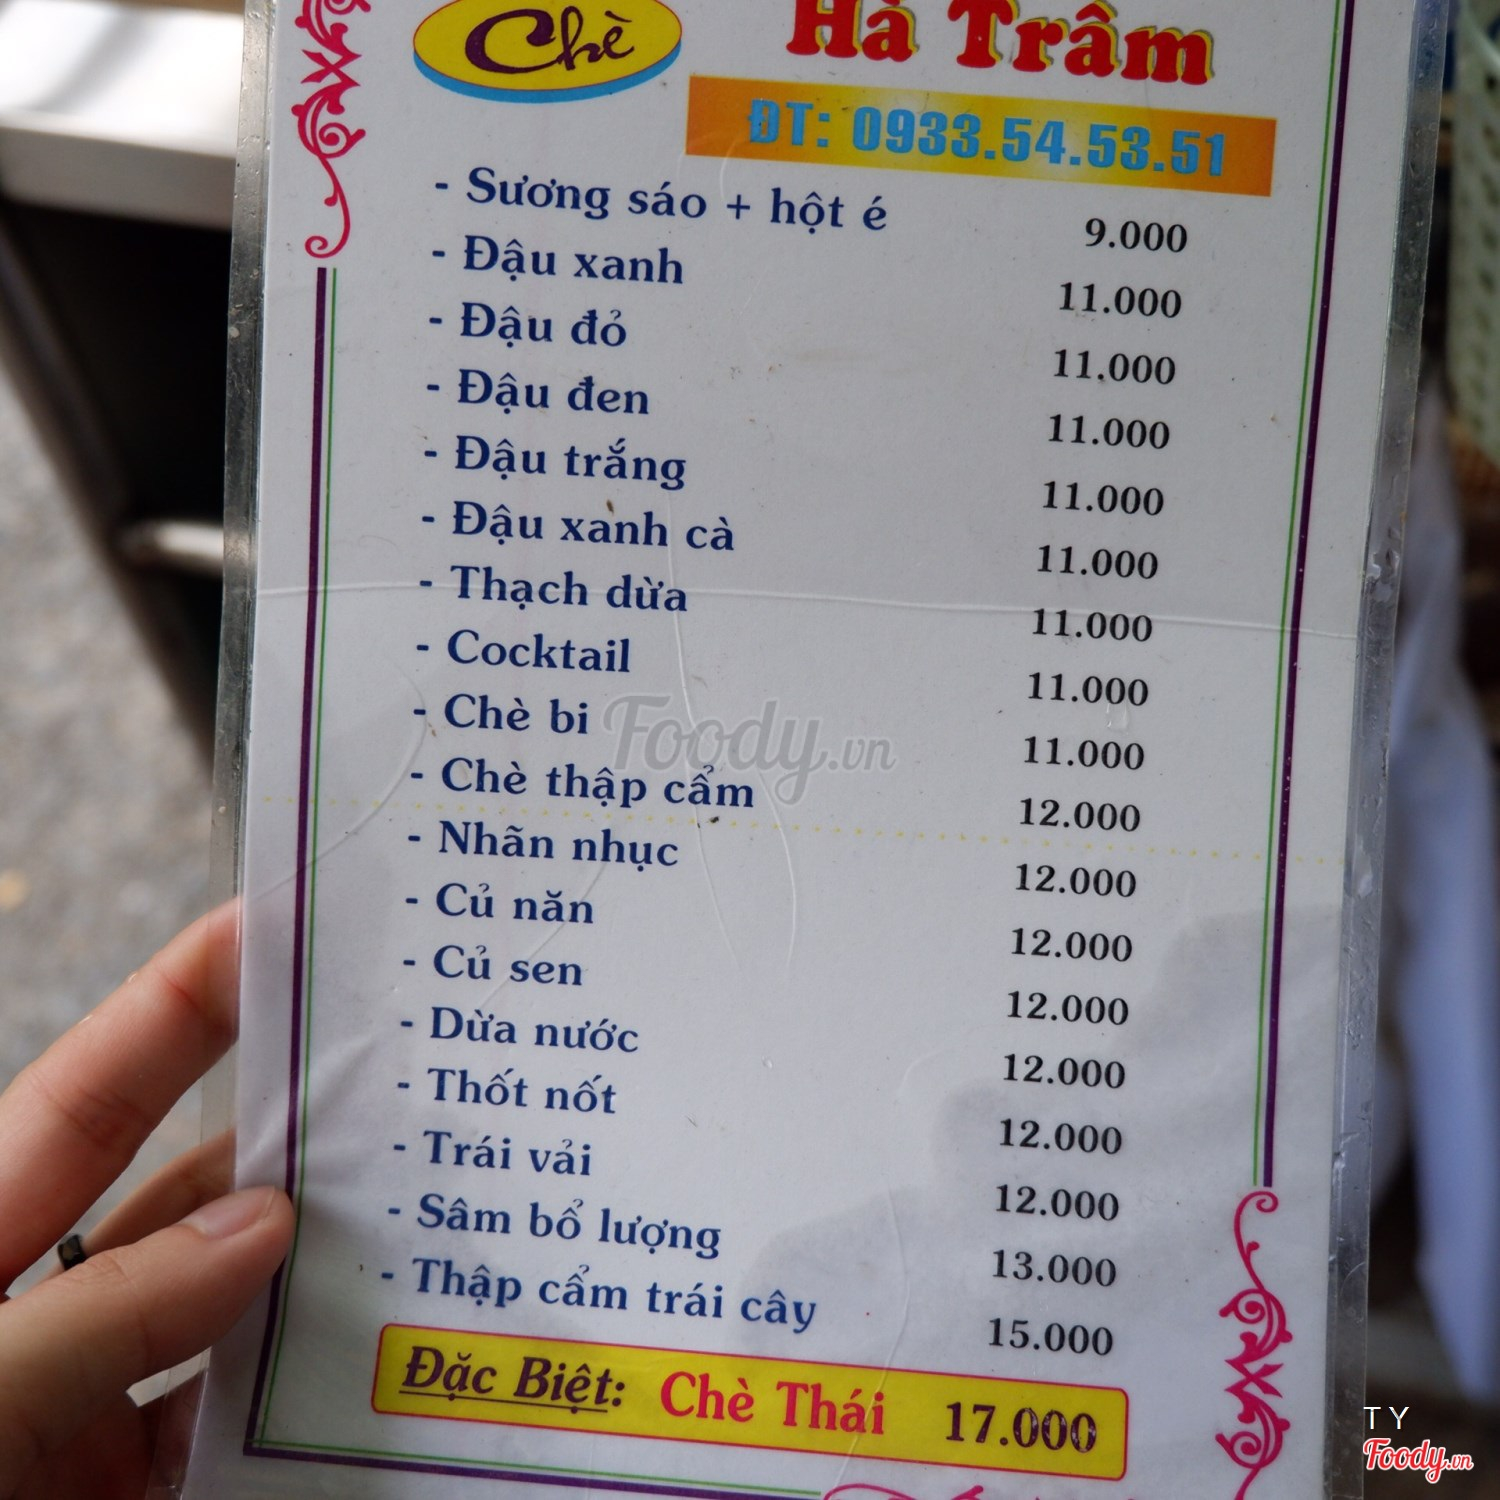 Chè Hà Trâm
ĐT: 0933.54.53.51
- Sương sáo + hột é 9.000
- Đậu xanh 11.000
- Đậu đỏ 11.000
- Đậu đen 11.000
- Đậu trắng 11.000
- Đậu xanh cà 11.000
- Thạch dừa 11.000
- Cocktail 11.000
- Chè bi 11.000
- Chè thập cẩm 12.000
- Nhãn nhục 12.000
- Củ năn 12.000
- Củ sen 12.000
- Dừa nước 12.000
- Thốt nốt 12.000
- Trái vải 12.000
- Sâm bổ lượng 13.000
- Thập cẩm trái cây 15.000
Đặc Biệt: Chè Thái 17.000
Foody.vn
TY
Foody.vn